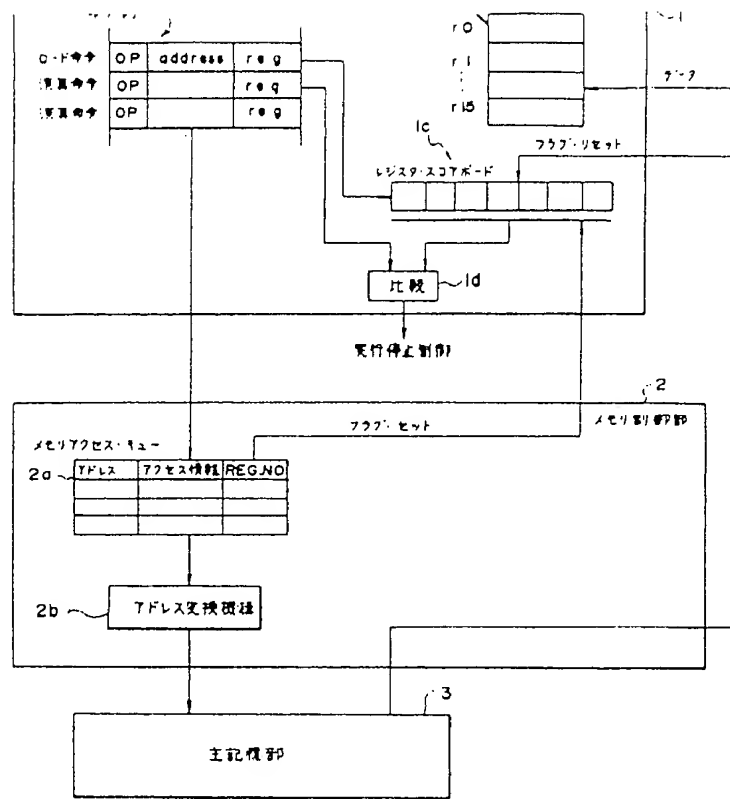 r0
ロード命令 OP address reg
r1
演算命令 OP req
演算命令 OP reg
r15
データ
1c
フラグ・リセット
レジスタ・スコアボード
比較
1d
実行停止制御
2
メモリ制御部
フラグ・セット
メモリアクセス・キュー
2a
アドレス アクセス情報 REG.NO
2b
アドレス変換機構
3
主記憶部